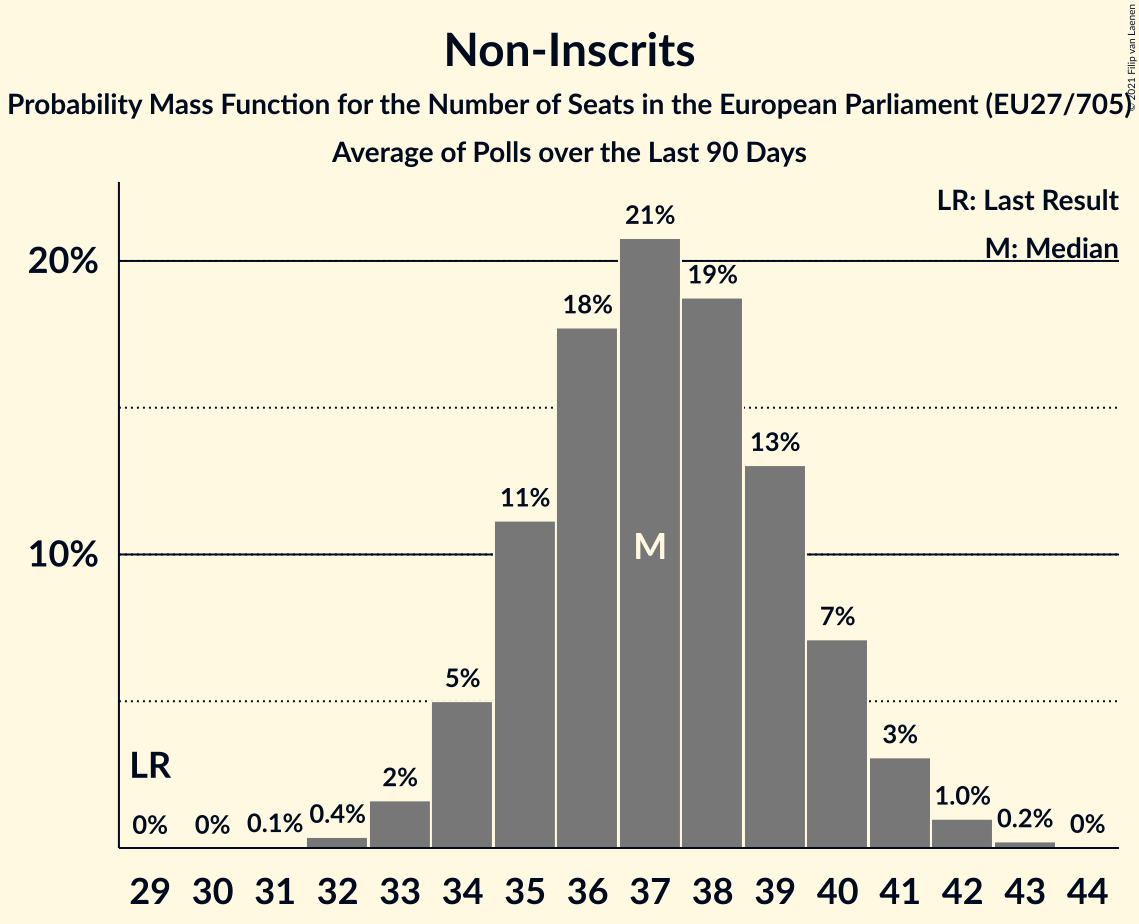 Non-Inscrits
Probability Mass Function for the Number of Seats in the European Parliament (EU27/705)
Average of Polls over the Last 90 Days
© 2021 Filip van Laenen
LR: Last Result
M: Median
20%
10%
21%
19%
18%
13%
11%
M
7%
5%
3%
LR
2%
1.0%
0.4%
0.2%
0.1%
0%
0%
0%
29 30 31 32 33 34 35 36 37 38 39 40 41 42 43 44